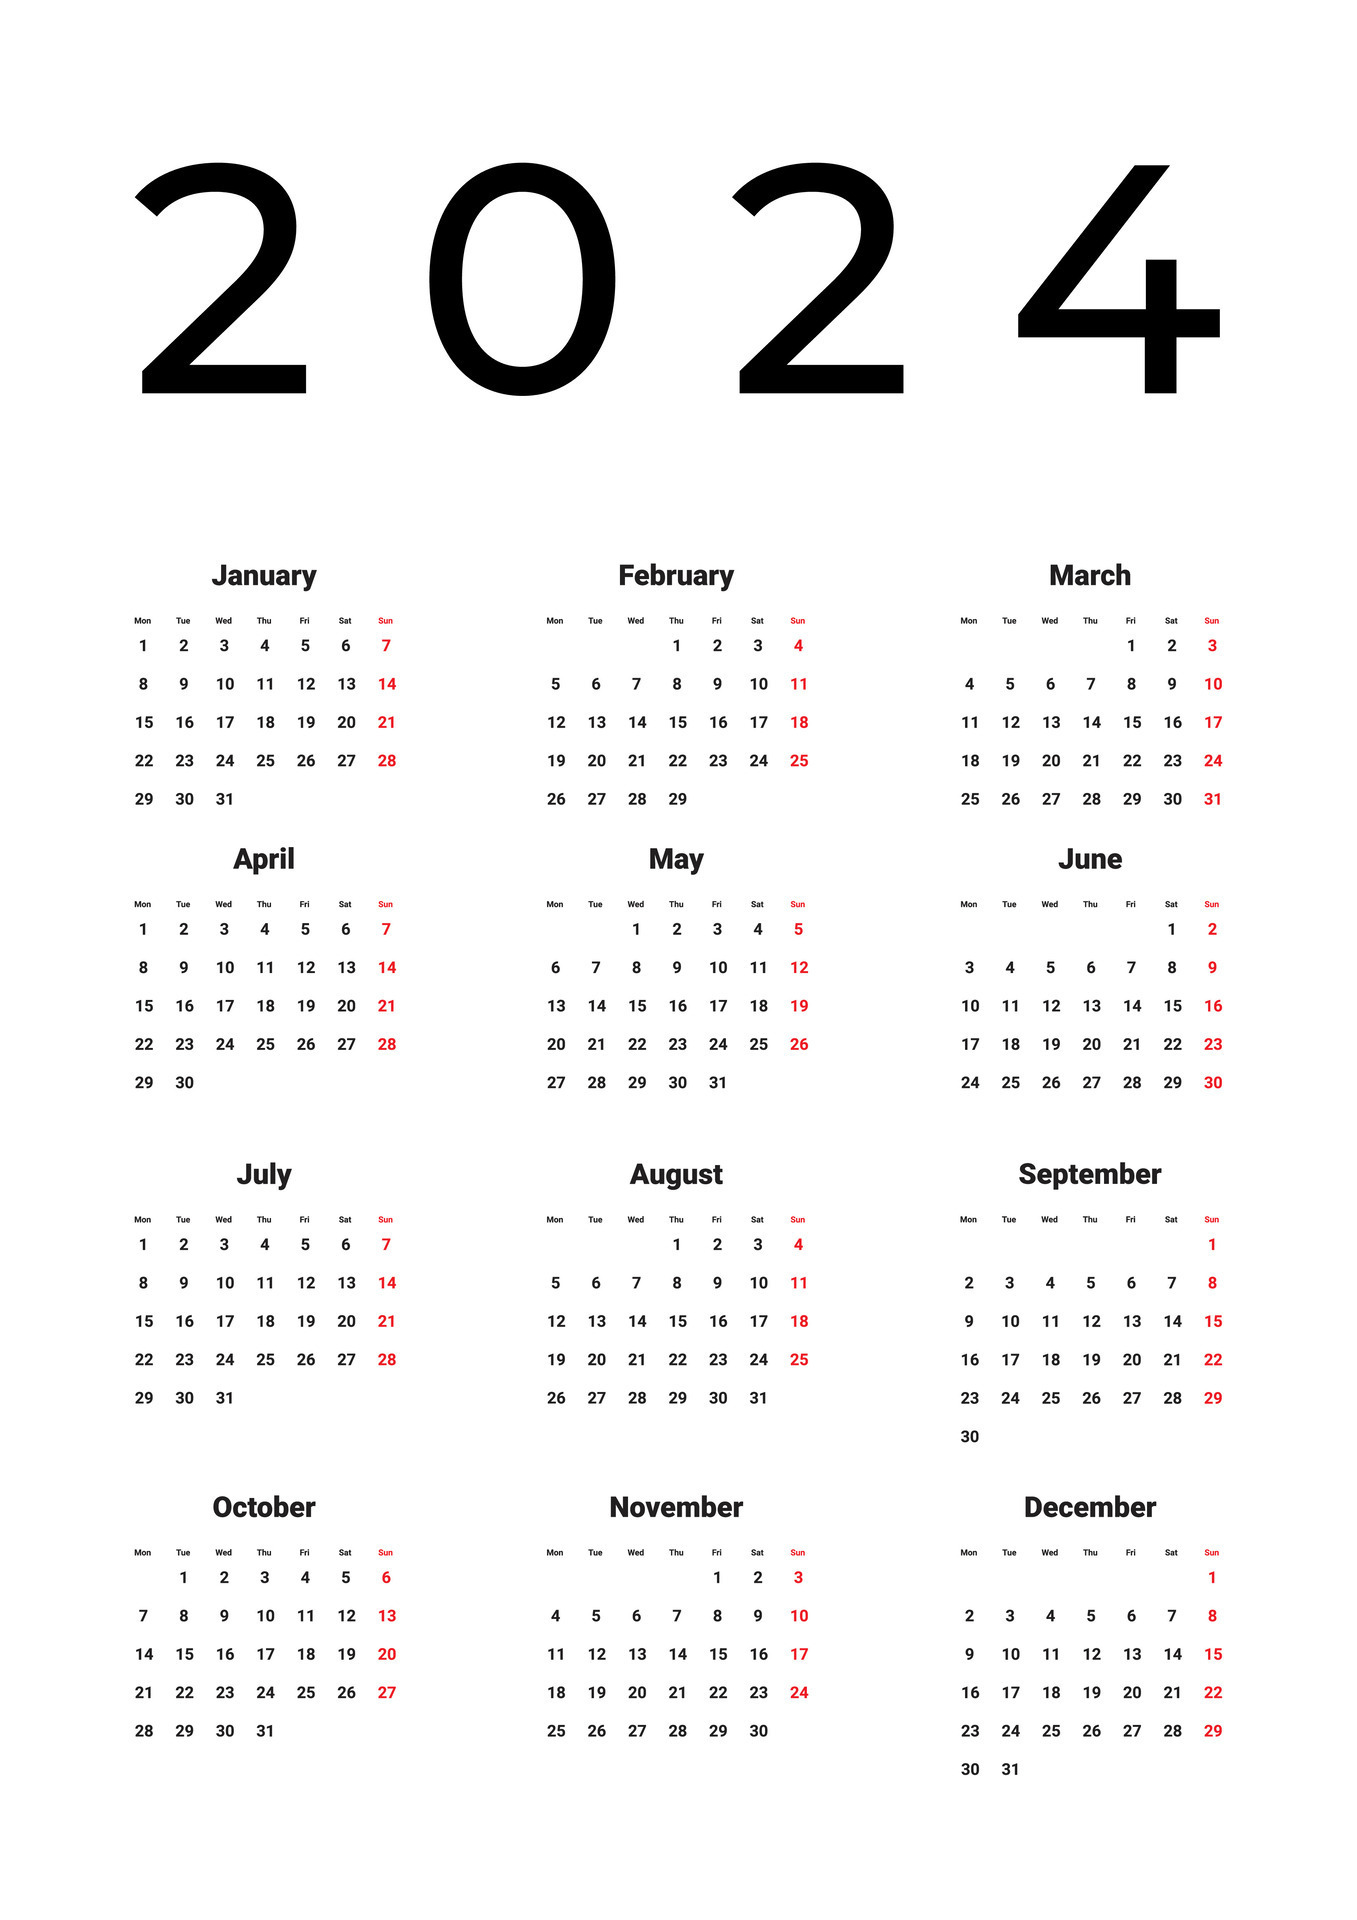 2024
January February March
Mon Tue Wed Thu Fri Sat Sun Mon Tue Wed Thu Fri Sat Sun Mon Tue Wed Thu Fri Sat Sun
1 2 3 4 5 6 7 1 2 3 4 1 2 3
8 9 10 11 12 13 14 5 6 7 8 9 10 11 4 5 6 7 8 9 10
15 16 17 18 19 20 21 12 13 14 15 16 17 18 11 12 13 14 15 16 17
22 23 24 25 26 27 28 19 20 21 22 23 24 25 18 19 20 21 22 23 24
29 30 31 26 27 28 29 25 26 27 28 29 30 31
April May June
Mon Tue Wed Thu Fri Sat Sun Mon Tue Wed Thu Fri Sat Sun Mon Tue Wed Thu Fri Sat Sun
1 2 3 4 5 6 7 1 2 3 4 5 1 2
8 9 10 11 12 13 14 6 7 8 9 10 11 12 3 4 5 6 7 8 9
15 16 17 18 19 20 21 13 14 15 16 17 18 19 10 11 12 13 14 15 16
22 23 24 25 26 27 28 20 21 22 23 24 25 26 17 18 19 20 21 22 23
29 30 27 28 29 30 31 24 25 26 27 28 29 30
July August September
Mon Tue Wed Thu Fri Sat Sun Mon Tue Wed Thu Fri Sat Sun Mon Tue Wed Thu Fri Sat Sun
1 2 3 4 5 6 7 1 2 3 4 1
8 9 10 11 12 13 14 5 6 7 8 9 10 11 2 3 4 5 6 7 8
15 16 17 18 19 20 21 12 13 14 15 16 17 18 9 10 11 12 13 14 15
22 23 24 25 26 27 28 19 20 21 22 23 24 25 16 17 18 19 20 21 22
29 30 31 26 27 28 29 30 31 23 24 25 26 27 28 29
30
October November December
Mon Tue Wed Thu Fri Sat Sun Mon Tue Wed Thu Fri Sat Sun Mon Tue Wed Thu Fri Sat Sun
1 2 3 4 5 6 1 2 3 1
7 8 9 10 11 12 13 4 5 6 7 8 9 10 2 3 4 5 6 7 8
14 15 16 17 18 19 20 11 12 13 14 15 16 17 9 10 11 12 13 14 15
21 22 23 24 25 26 27 18 19 20 21 22 23 24 16 17 18 19 20 21 22
28 29 30 31 25 26 27 28 29 30 23 24 25 26 27 28 29
30 31